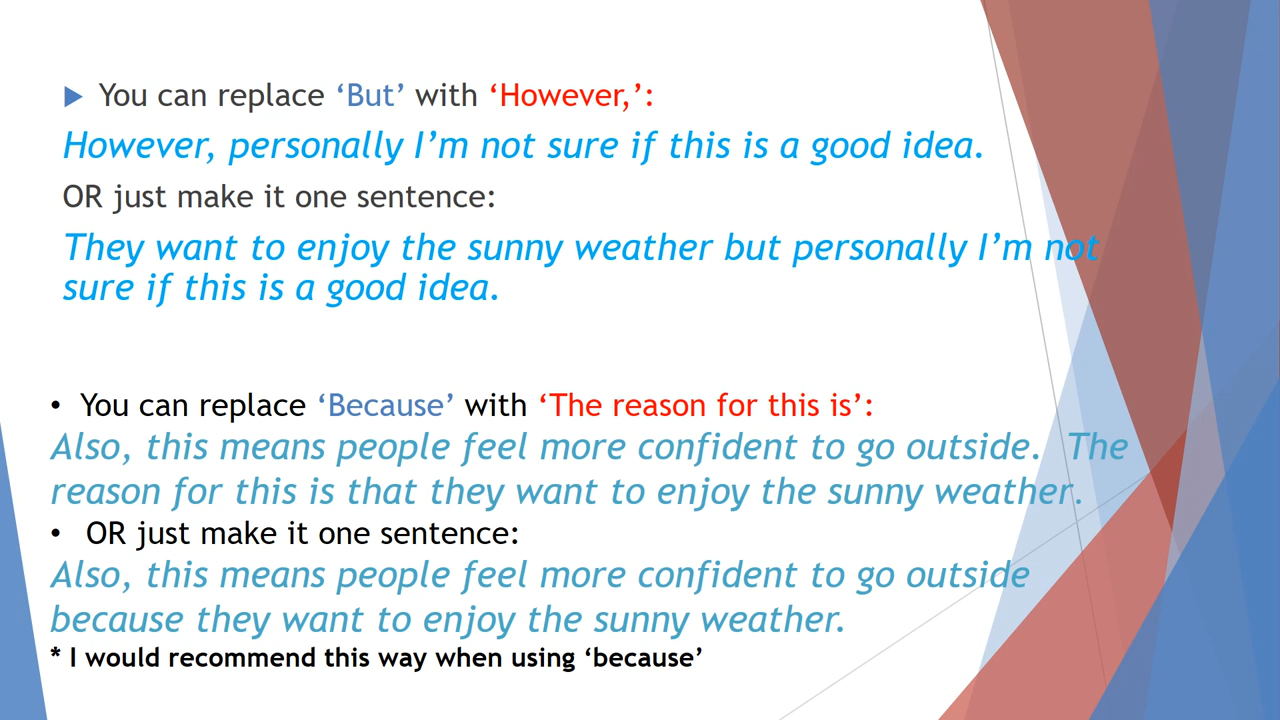 You can replace ‘But’ with ‘However,’:
However, personally I’m not sure if this is a good idea.
OR just make it one sentence:
They want to enjoy the sunny weather but personally I’m not
sure if this is a good idea.
• You can replace ‘Because’ with ‘The reason for this is’:
Also, this means people feel more confident to go outside.  The
reason for this is that they want to enjoy the sunny weather.
• OR just make it one sentence:
Also, this means people feel more confident to go outside
because they want to enjoy the sunny weather.
* I would recommend this way when using ‘because’